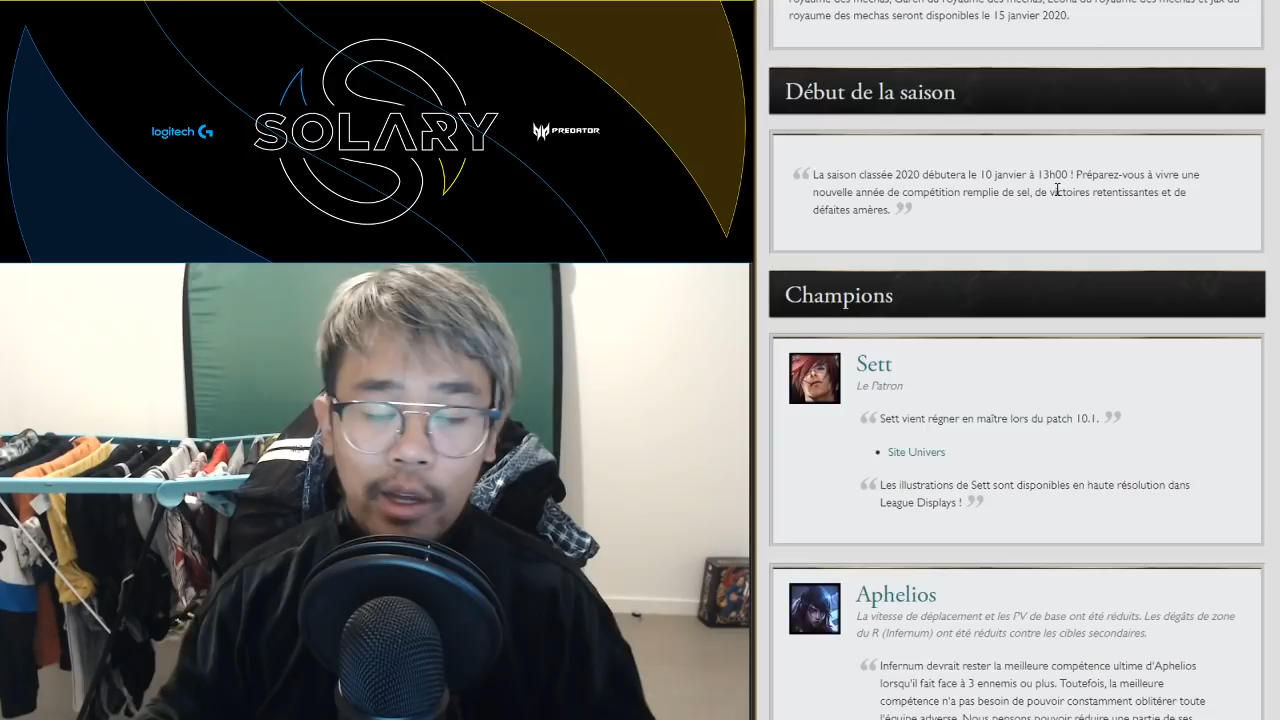 logitech G
SOLARY
PREDATOR
royaume des mechas seront disponibles le 15 janvier 2020.
Début de la saison
La saison classée 2020 débutera le 10 janvier à 13h00 ! Préparez-vous à vivre une
nouvelle année de compétition remplie de sel, de victoires retentissantes et de
défaites amères.
Champions
Sett
Le Patron
Sett vient régner en maître lors du patch 10.1.
Site Univers
Les illustrations de Sett sont disponibles en haute résolution dans
League Displays !
Aphelios
La vitesse de déplacement et les PV de base ont été réduits. Les dégâts de zone
du R (Infernum) ont été réduits contre les cibles secondaires.
Infernum devrait rester la meilleure compétence ultime d'Aphelios
lorsqu'il fait face à 3 ennemis ou plus. Toutefois, la meilleure
compétence n'a pas besoin de pouvoir constamment oblitérer toute